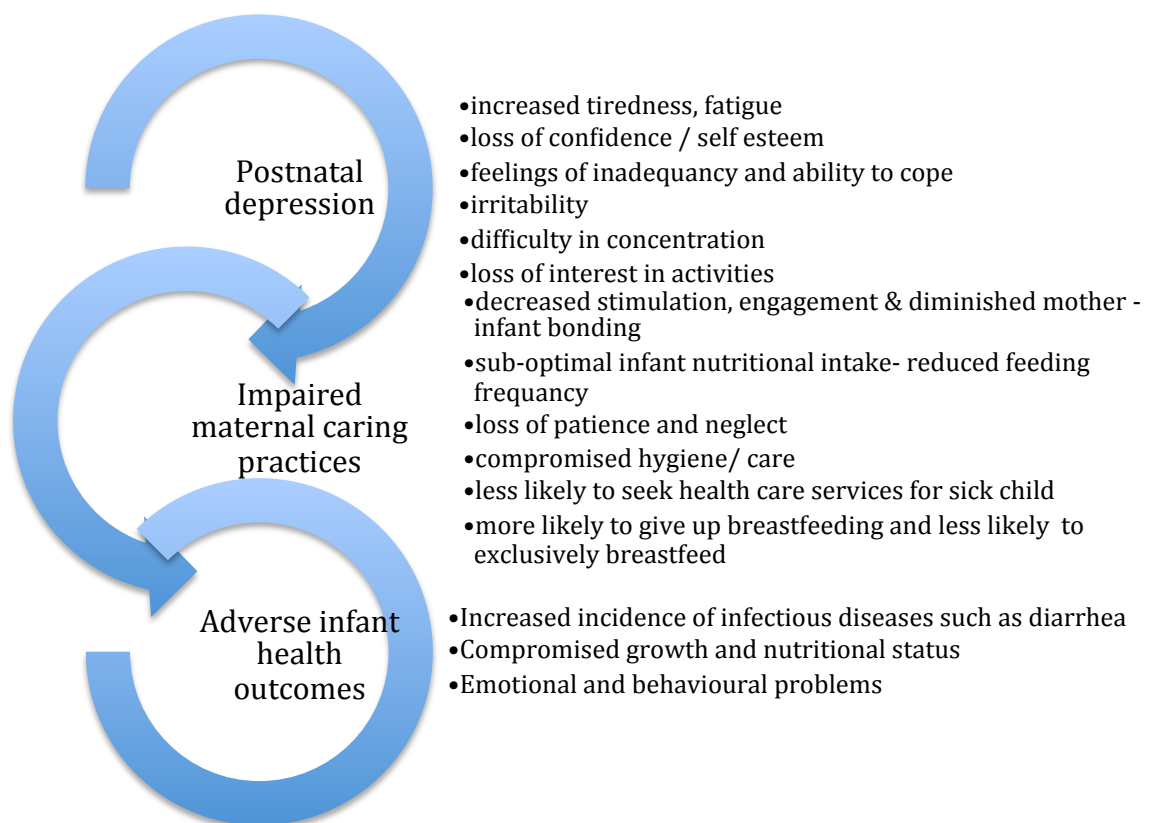 Postnatal
depression
•increased tiredness, fatigue
•loss of confidence / self esteem
•feelings of inadequancy and ability to cope
•irritability
•difficulty in concentration
•loss of interest in activities
Impaired
maternal caring
practices
•decreased stimulation, engagement & diminished mother -
infant bonding
•sub-optimal infant nutritional intake- reduced feeding
frequancy
•loss of patience and neglect
•compromised hygiene/ care
•less likely to seek health care services for sick child
•more likely to give up breastfeeding and less likely  to
exclusively breastfeed
Adverse infant
health
outcomes
•Increased incidence of infectious diseases such as diarrhea
•Compromised growth and nutritional status
•Emotional and behavioural problems